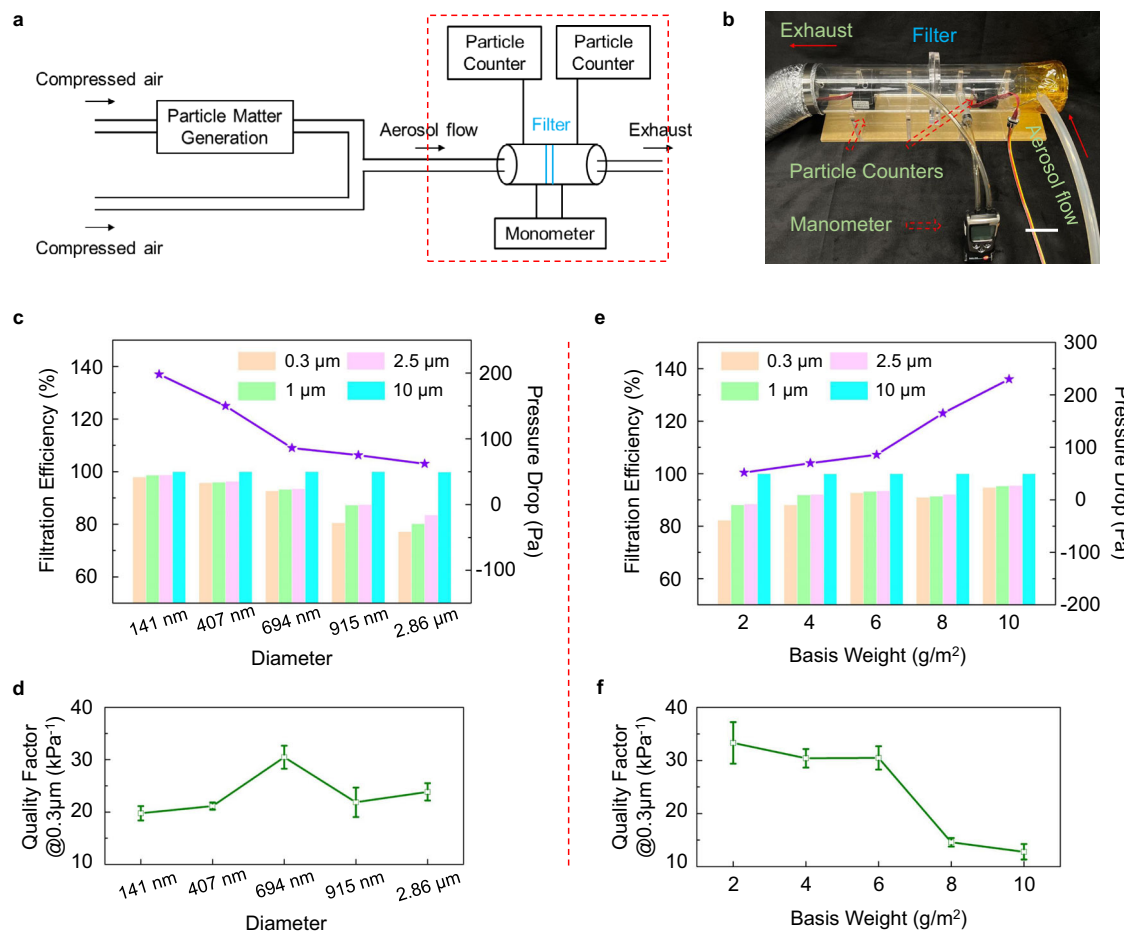 a
Compressed air
Particle Matter
Generation
Compressed air
Aerosol flow
Particle
Counter
Particle
Counter
Filter
Exhaust
Monometer
b
Exhaust
Filter
Particle Counters
Aerosol flow
Manometer
c
Filtration Efficiency (%)
140
120
100
80
60
0.3 µm
2.5 µm
1 µm
10 µm
200
100
0
-100
Pressure Drop (Pa)
141 nm
407 nm
694 nm
915 nm
2.86 µm
Diameter
d
Quality Factor
@0.3µm (kPa-1)
40
30
20
10
141 nm
407 nm
694 nm
915 nm
2.86 µm
Diameter
e
Filtration Efficiency (%)
140
120
100
80
60
0.3 µm
2.5 µm
1 µm
10 µm
300
200
100
0
-100
-200
Pressure Drop (Pa)
2
4
6
8
10
Basis Weight (g/m²)
f
Quality Factor
@0.3µm (kPa-1)
40
30
20
10
2
4
6
8
10
Basis Weight (g/m²)